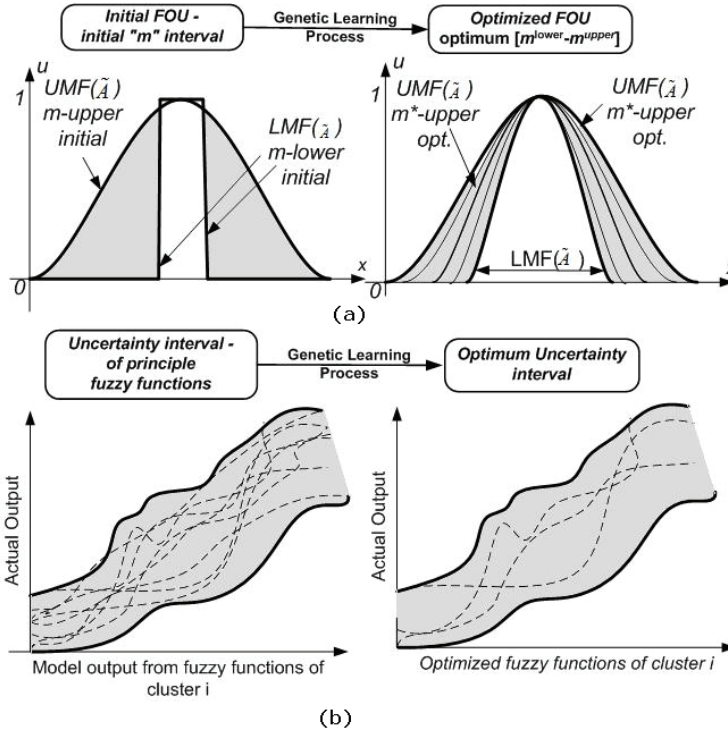 Initial FOU -
initial "m" interval
Genetic Learning
Process
Optimized FOU
optimum [m^lower-m^upper]
u
1
UMF(Ã)
m-upper
initial
LMF(Ã)
m-lower
initial
x
0
u
1
UMF(Ã)
m*-upper
opt.
UMF(Ã)
m*-upper
opt.
LMF(Ã)
0
(a)
Uncertainty interval -
of principle
fuzzy functions
Genetic Learning
Process
Optimum Uncertainty
interval
Actual Output
Model output from fuzzy functions of
cluster i
Actual Output
Optimized fuzzy functions of cluster i
(b)